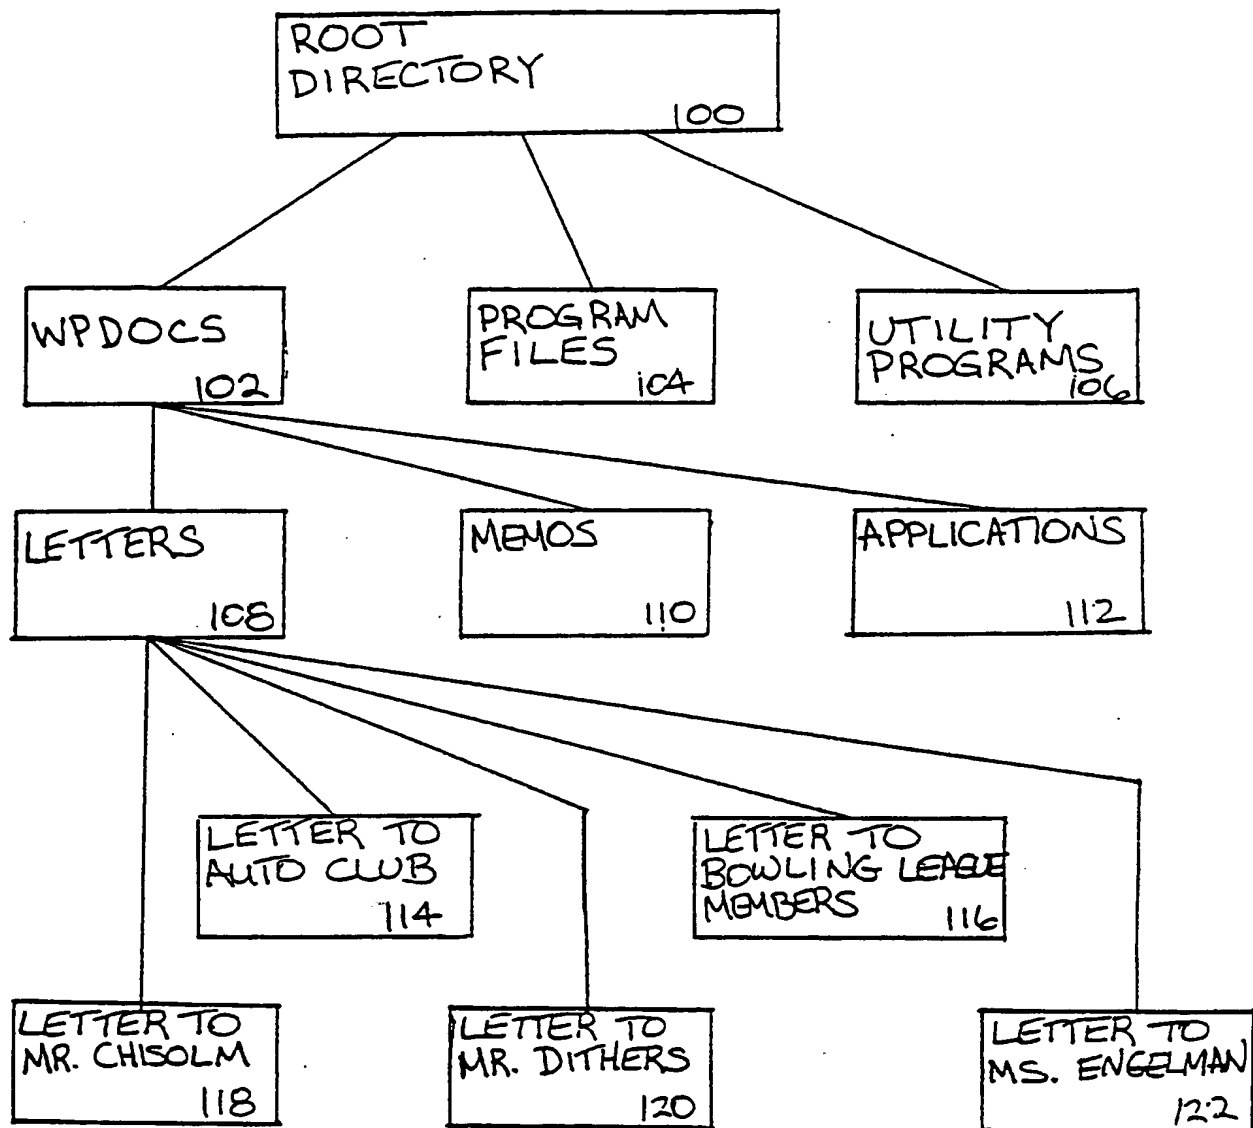 ROOT
DIRECTORY
100
WPDOCS
102
PROGRAM
FILES
104
UTILITY
PROGRAMS
106
LETTERS
108
MEMOS
110
APPLICATIONS
112
LETTER TO
AUTO CLUB
114
LETTER TO
BOWLING LEAGUE
MEMBERS
116
LETTER TO
MR. CHISOLM
118
LETTER TO
MR. DITHERS
120
LETTER TO
MS. ENGELMAN
122